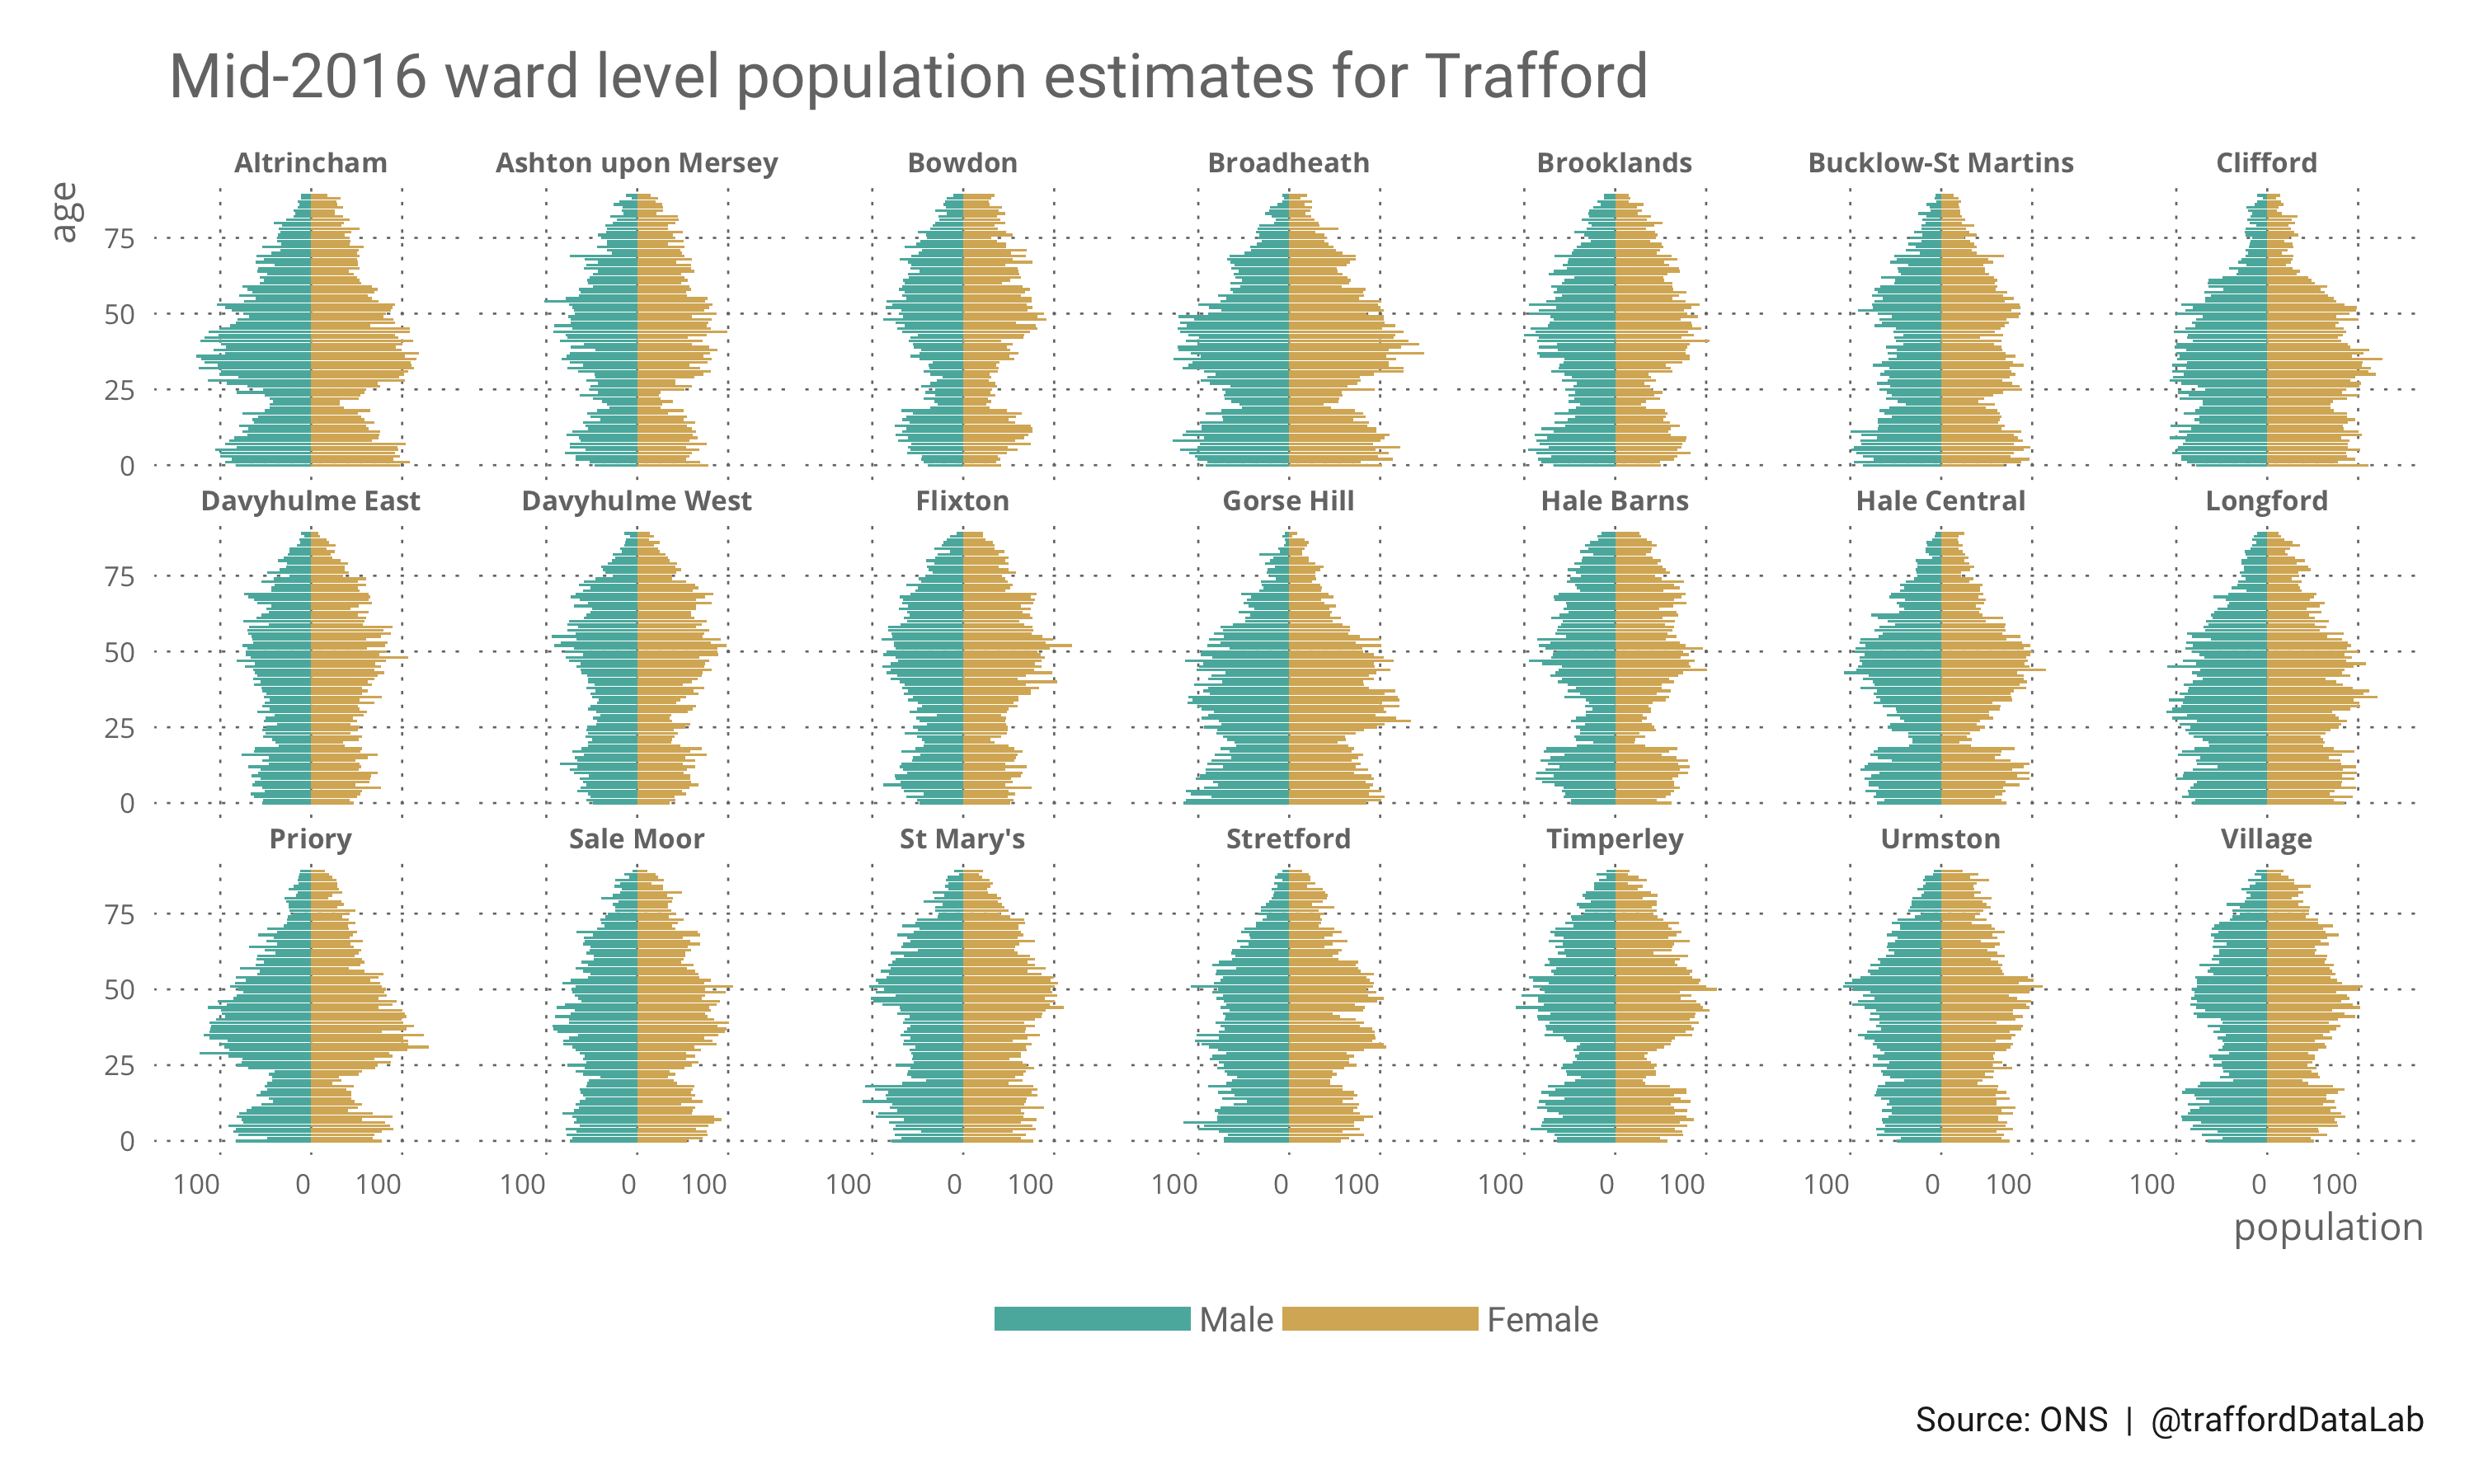 Mid-2016 ward level population estimates for Trafford
Altrincham Ashton upon Mersey Bowdon Broadheath Brooklands Bucklow-St Martins Clifford
age
75
50
25
0
Davyhulme East Davyhulme West Flixton Gorse Hill Hale Barns Hale Central Longford
75
50
25
0
Priory Sale Moor St Mary's Stretford Timperley Urmston Village
75
50
25
0
100 0 100 100 0 100 100 0 100 100 0 100 100 0 100 100 0 100 100 0 100
population
Male Female
Source: ONS | @traffordDataLab